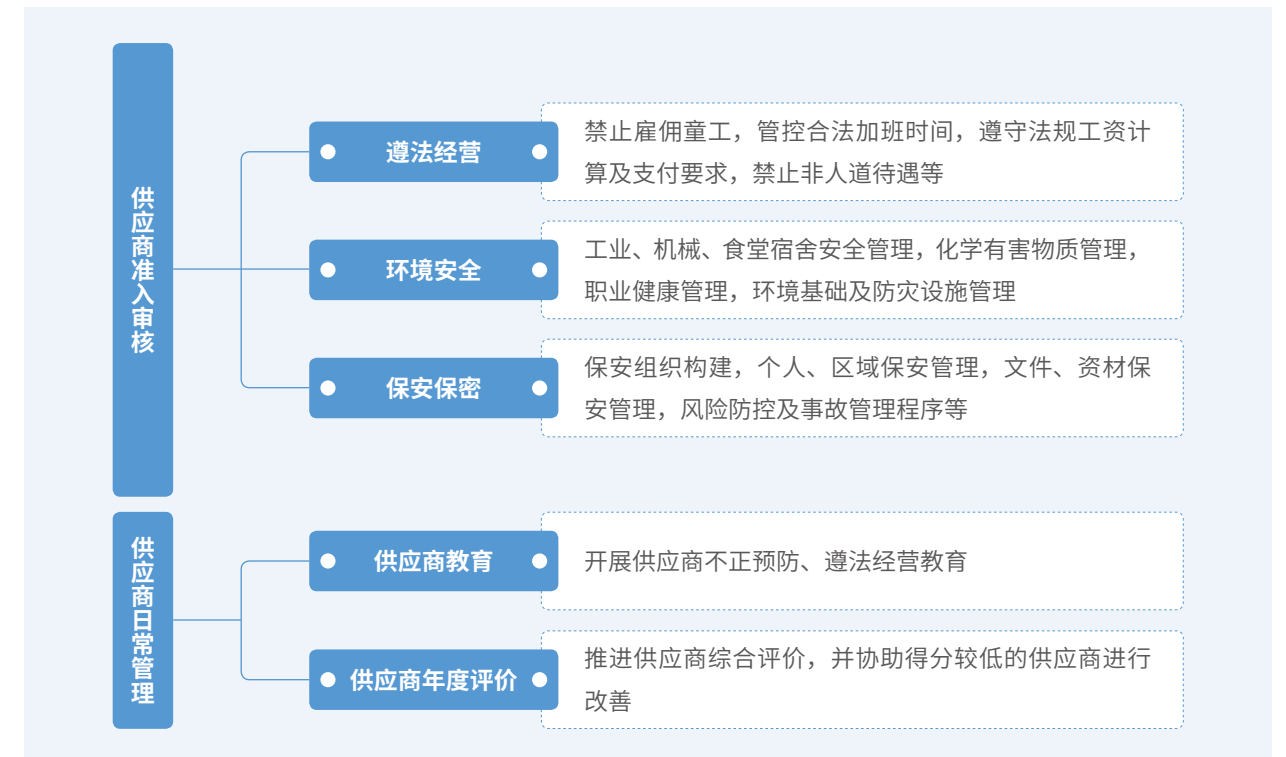 供应商准入审核
遵法经营
禁止雇佣童工，管控合法加班时间，遵守法规工资计
算及支付要求，禁止非人道待遇等
环境安全
工业、机械、食堂宿舍安全管理，化学有害物质管理，
职业健康管理，环境基础及防灾设施管理
保安保密
保安组织构建，个人、区域保安管理，文件、资材保
安管理，风险防控及事故管理程序等
供应商日常管理
供应商教育
开展供应商不正预防、遵法经营教育
供应商年度评价
推进供应商综合评价，并协助得分较低的供应商进行
改善